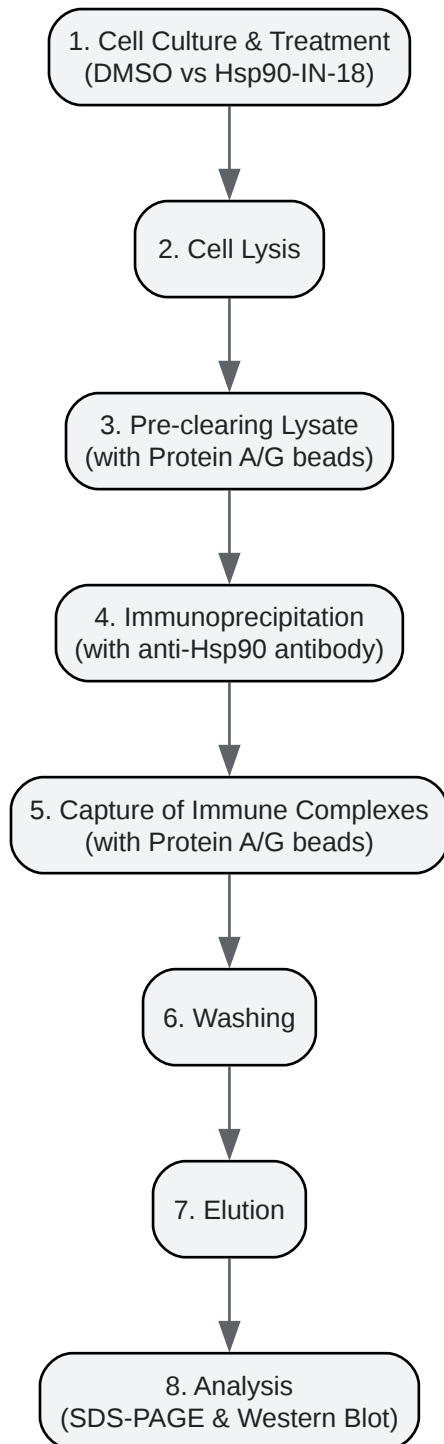 1. Cell Culture & Treatment
(DMSO vs Hsp90-IN-18)
2. Cell Lysis
3. Pre-clearing Lysate
(with Protein A/G beads)
4. Immunoprecipitation
(with anti-Hsp90 antibody)
5. Capture of Immune Complexes
(with Protein A/G beads)
6. Washing
7. Elution
8. Analysis
(SDS-PAGE & Western Blot)